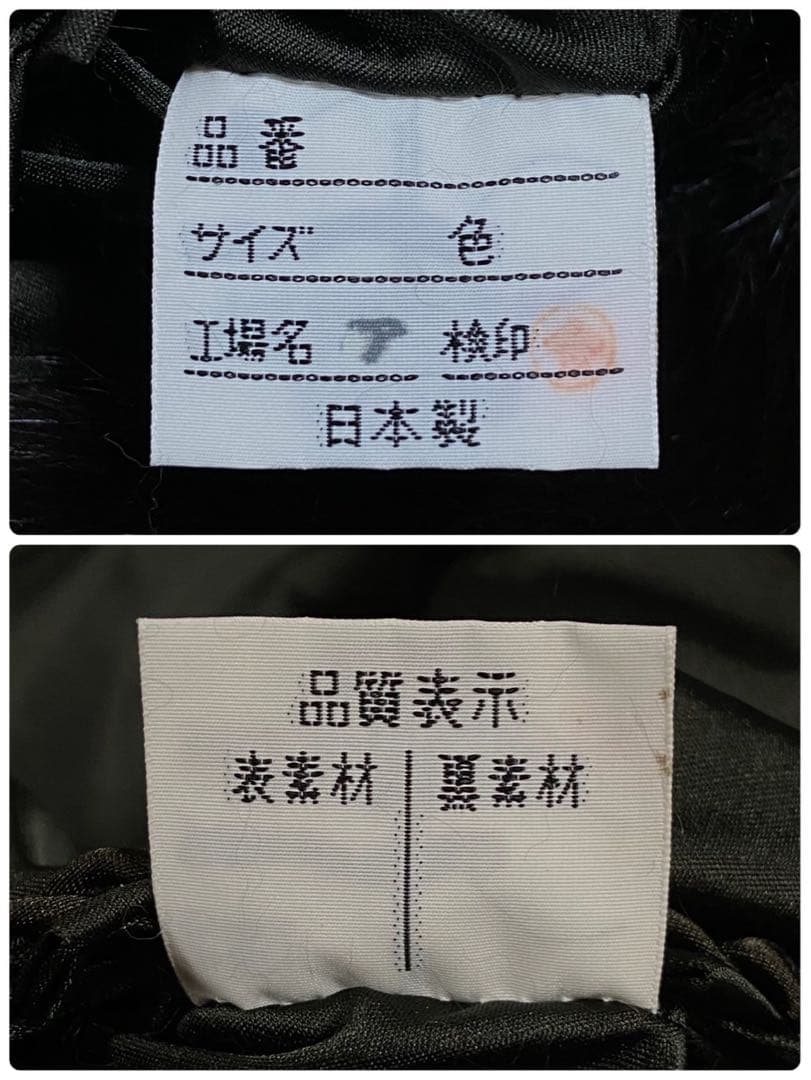 品番
サイズ 色
工場名 ア 検印
日本製
品質表示
表素材 裏素材